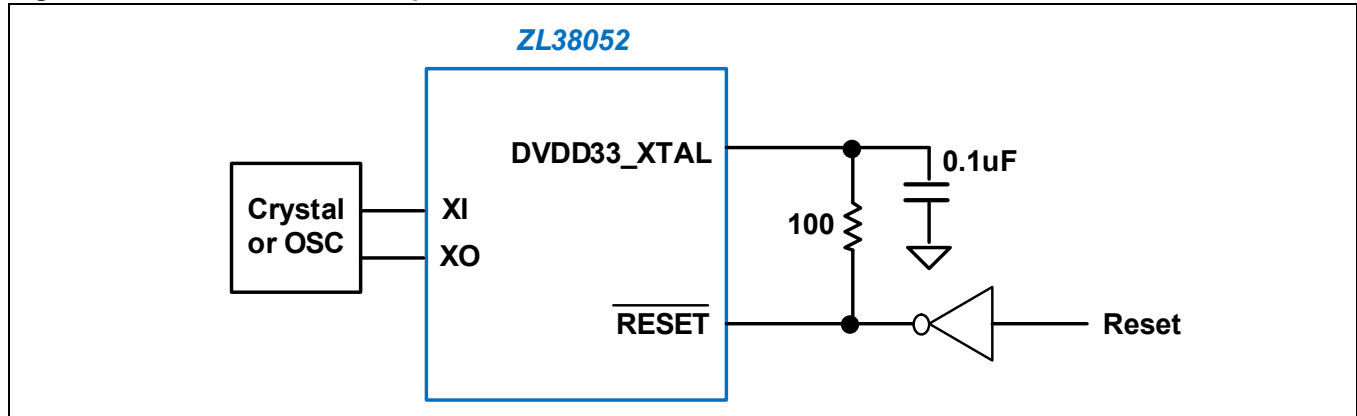 ZL38052
DVDD33_XTAL
0.1uF
Crystal
or OSC
XI
XO
100
RESET
Reset